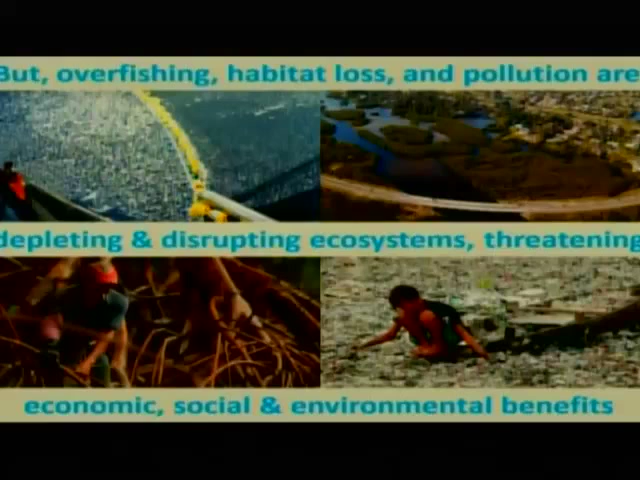 But, overfishing, habitat loss, and pollution are
depleting & disrupting ecosystems, threatening
economic, social & environmental benefits